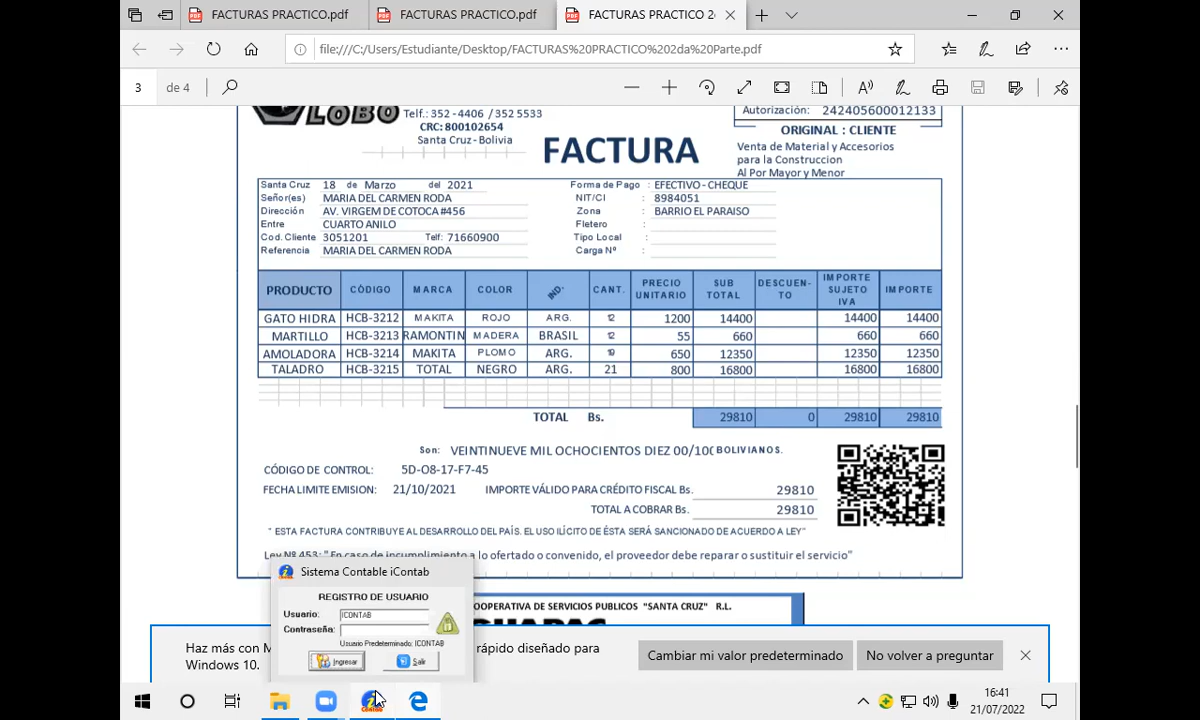 FACTURAS PRACTICO.pdf
FACTURAS PRACTICO.pdf
FACTURAS PRACTICO 2
file:///C:/Users/Estudiante/Desktop/FACTURAS%20PRACTICO%202da%20Parte.pdf
3 de 4
LOBO
Telf.: 352 - 4406 / 352 5533
CRC: 800102654
Santa Cruz - Bolivia
FACTURA
Autorización: 242405600012133
ORIGINAL : CLIENTE
Venta de Material y Accesorios
para la Construccion
Al Por Mayor y Menor
Santa Cruz 18 de Marzo del 2021 Forma de Pago : EFECTIVO - CHEQUE
Señor(es) MARIA DEL CARMEN RODA NIT/CI : 8984051
Dirección AV. VIRGEM DE COTOCA #456 Zona : BARRIO EL PARAISO
Entre CUARTO ANILO Fletero :
Cod. Cliente 3051201 Telf: 71660900 Tipo Local :
Referencia MARIA DEL CARMEN RODA Carga Nº :
PRODUCTO CÓDIGO MARCA COLOR IND* CANT. PRECIO UNITARIO SUB TOTAL DESCUEN-TO IMPORTE SUJETO IVA IMPORTE
GATO HIDRA HCB-3212 MAKITA ROJO ARG. 12 1200 14400 14400 14400
MARTILLO HCB-3213 RAMONTIN MADERA BRASIL 12 55 660 660 660
AMOLADORA HCB-3214 MAKITA PLOMO ARG. 19 650 12350 12350 12350
TALADRO HCB-3215 TOTAL NEGRO ARG. 21 800 16800 16800 16800
TOTAL Bs. 29810 0 29810 29810
Son: VEINTINUEVE MIL OCHOCIENTOS DIEZ 00/100 BOLIVIANOS.
CÓDIGO DE CONTROL: 5D-O8-17-F7-45
FECHA LIMITE EMISION: 21/10/2021 IMPORTE VÁLIDO PARA CRÉDITO FISCAL Bs. 29810
TOTAL A COBRAR Bs. 29810
" ESTA FACTURA CONTRIBUYE AL DESARROLLO DEL PAÍS. EL USO ILÍCITO DE ÉSTA SERÁ SANCIONADO DE ACUERDO A LEY"
Ley Nº 453: " En caso de incumplimiento a lo ofertado o convenido, el proveedor debe reparar o sustituir el servicio"
Sistema Contable iContab
REGISTRO DE USUARIO
Usuario: ICONTAB
Contraseña:
Usuario Predeterminado: ICONTAB
Ingresar Salir
OOPERATIVA DE SERVICIOS PUBLICOS "SANTA CRUZ" R.L.
Haz más con M
rápido diseñado para
Windows 10.
Cambiar mi valor predeterminado
No volver a preguntar
16:41
21/07/2022